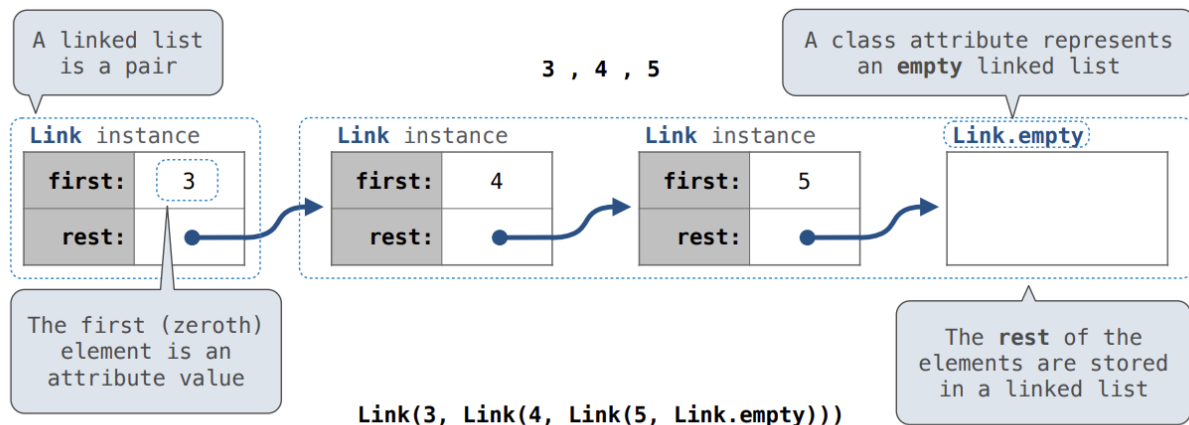 A linked list
is a pair
3 , 4 , 5
A class attribute represents
an empty linked list
Link instance
first: 3
rest:
Link instance
first: 4
rest:
Link instance
first: 5
rest:
Link.empty
The first (zeroth)
element is an
attribute value
The rest of the
elements are stored
in a linked list
Link(3, Link(4, Link(5, Link.empty)))